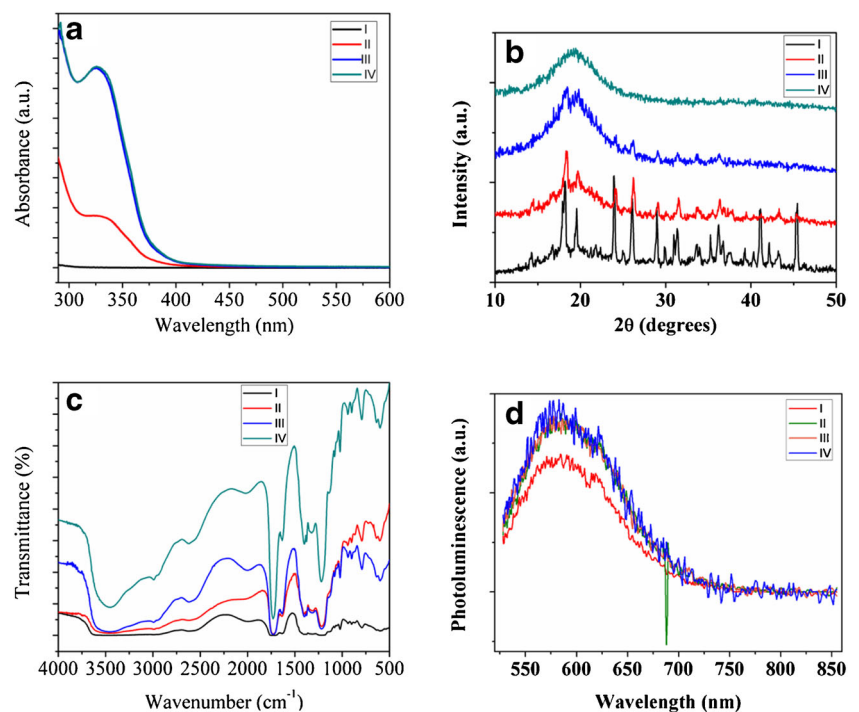 a
I
II
III
IV
Absorbance (a.u.)
300 350 400 450 500 550 600
Wavelength (nm)
b
I
II
III
IV
Intensity (a.u.)
10 20 30 40 50
2θ (degrees)
c
I
II
III
IV
Transmittance (%)
4000 3500 3000 2500 2000 1500 1000 500
Wavenumber (cm⁻¹)
d
I
II
III
IV
Photoluminescence (a.u.)
550 600 650 700 750 800 850
Wavelength (nm)